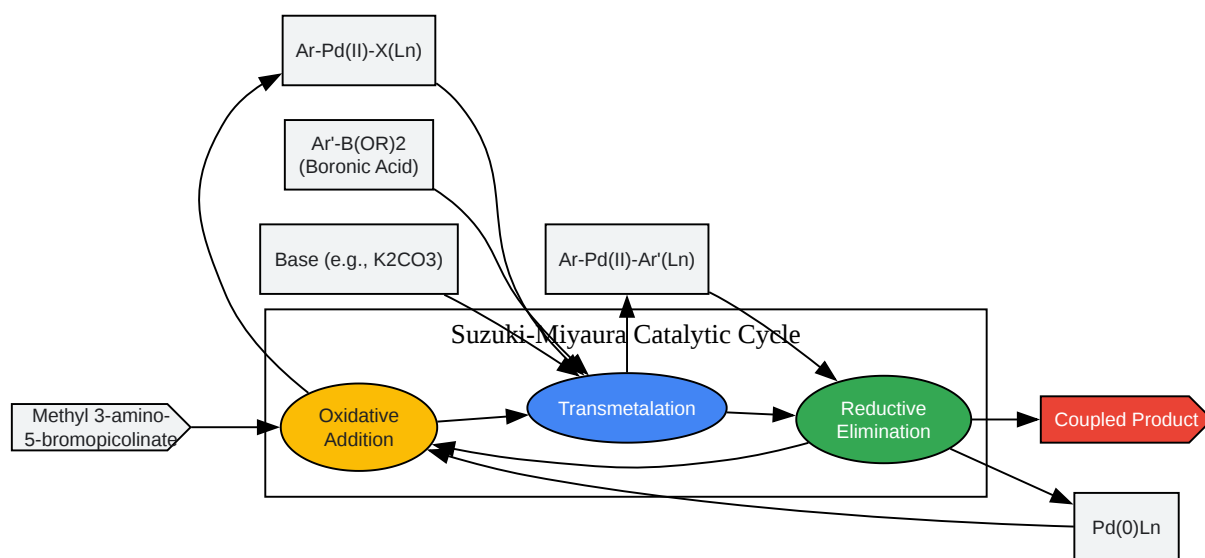 Ar-Pd(II)-X(Ln)
Ar'-B(OR)2
(Boronic Acid)
Base (e.g., K2CO3)
Ar-Pd(II)-Ar'(Ln)
Suzuki-Miyaura Catalytic Cycle
Methyl 3-amino-
5-bromopicolinate
Oxidative
Addition
Transmetalation
Reductive
Elimination
Coupled Product
Pd(0)Ln